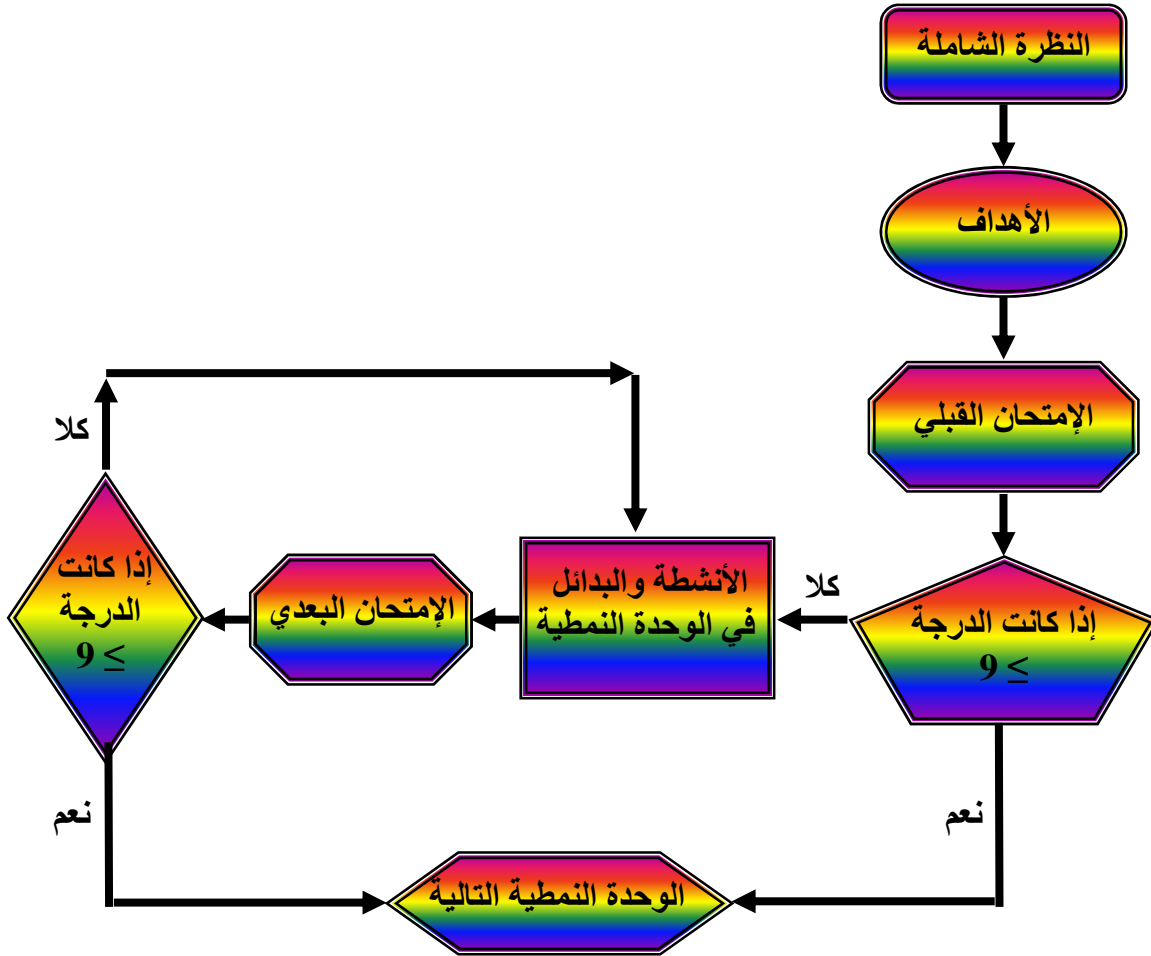 النظرة الشاملة
الأهداف
الإمتحان القبلي
إذا كانت الدرجة
9 ≥
كلا
نعم
الأنشطة والبدائل
في الوحدة النمطية
الإمتحان البعدي
إذا كانت
الدرجة
9 ≥
كلا
نعم
الوحدة النمطية التالية